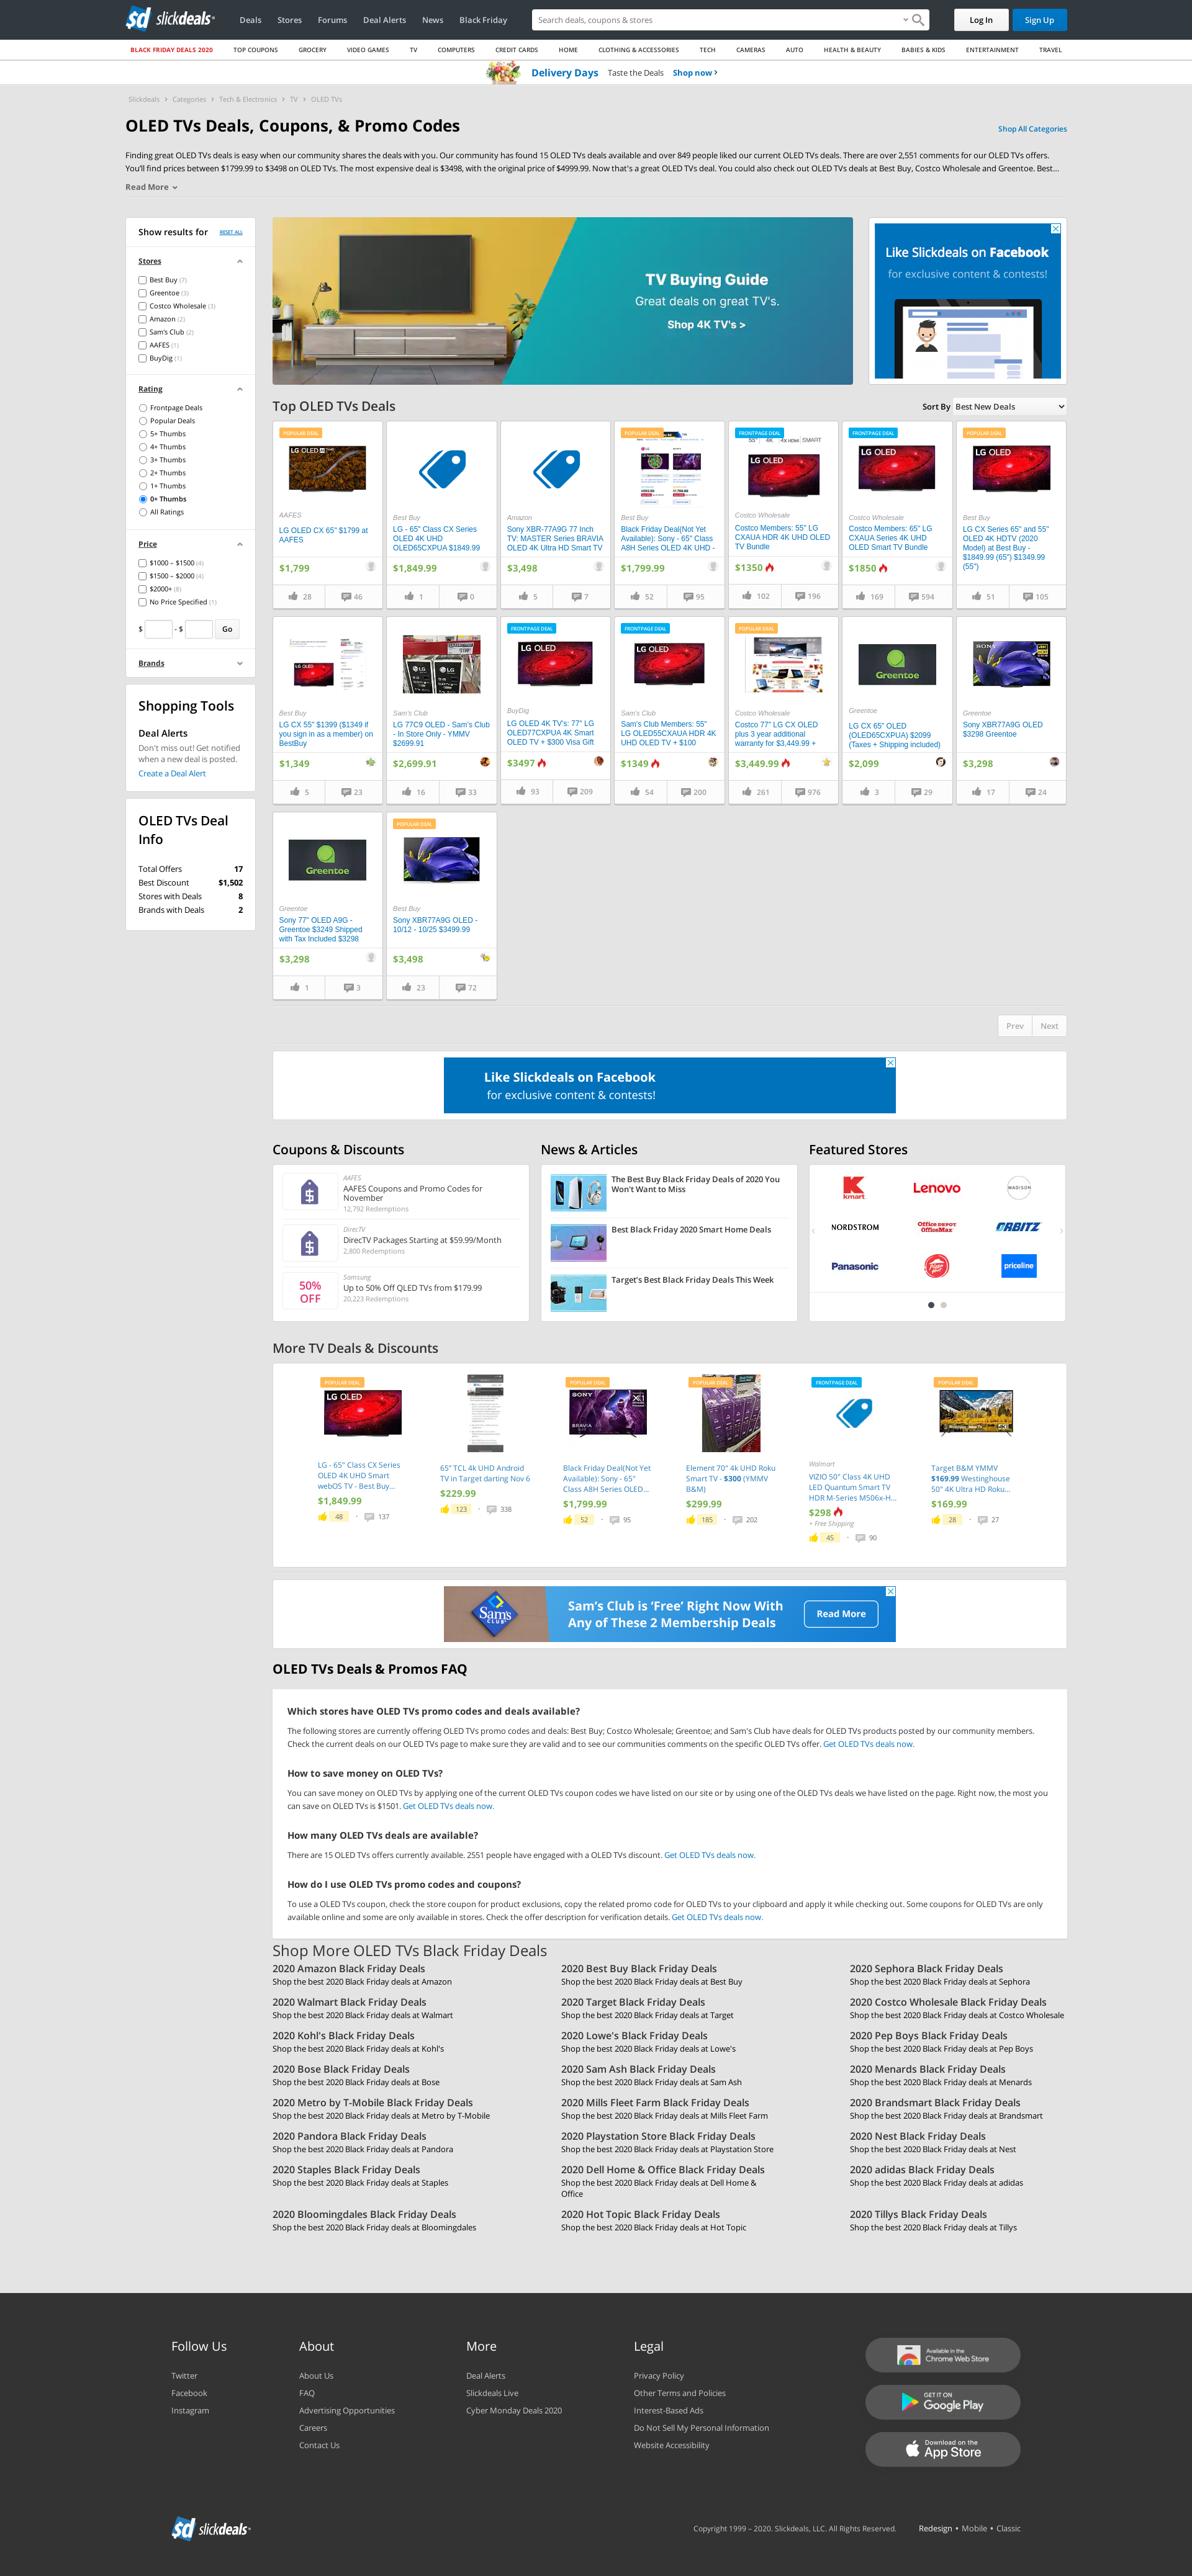 slickdeals
Deals
Stores
Forums
Deal Alerts
News
Black Friday
Search deals, coupons & stores
Log In
Sign Up
BLACK FRIDAY DEALS 2020
TOP COUPONS
GROCERY
VIDEO GAMES
TV
COMPUTERS
CREDIT CARDS
HOME
CLOTHING & ACCESSORIES
TECH
CAMERAS
AUTO
HEALTH & BEAUTY
BABIES & KIDS
ENTERTAINMENT
TRAVEL
Delivery Days Taste the Deals Shop now ›
Slickdeals › Categories › Tech & Electronics › TV › OLED TVs
OLED TVs Deals, Coupons, & Promo Codes
Shop All Categories
Finding great OLED TVs deals is easy when our community shares the deals with you. Our community has found 15 OLED TVs deals available and over 849 people liked our current OLED TVs deals. There are over 2,551 comments for our OLED TVs offers.
You'll find prices between $1799.99 to $3498 on OLED TVs. The most expensive deal is $3498, with the original price of $4999.99. Now that's a great OLED TVs deal. You could also check out OLED TVs deals at Best Buy, Costco Wholesale and Greentoe. Best...
Read More
Show results for
RESET ALL
Stores
Best Buy (7)
Greentoe (3)
Costco Wholesale (3)
Amazon (2)
Sam's Club (2)
AAFES (1)
BuyDig (1)
Rating
Frontpage Deals
Popular Deals
5+ Thumbs
4+ Thumbs
3+ Thumbs
2+ Thumbs
1+ Thumbs
0+ Thumbs
All Ratings
Price
$1000 – $1500 (4)
$1500 – $2000 (4)
$2000+ (8)
No Price Specified (1)
$ - $ Go
Brands
Shopping Tools
Deal Alerts
Don't miss out! Get notified
when a new deal is posted.
Create a Deal Alert
OLED TVs Deal
Info
Total Offers 17
Best Discount $1,502
Stores with Deals 8
Brands with Deals 2
TV Buying Guide
Great deals on great TV's.
Shop 4K TV's >
Like Slickdeals on Facebook
for exclusive content & contests!
Top OLED TVs Deals
Sort By Best New Deals
POPULAR DEAL
LG OLED
AAFES
LG OLED CX 65" $1799 at
AAFES
$1,799
28 46
Best Buy
LG - 65" Class CX Series
OLED 4K UHD
OLED65CXPUA $1849.99
$1,849.99
1 0
Amazon
Sony XBR-77A9G 77 Inch
TV: MASTER Series BRAVIA
OLED 4K Ultra HD Smart TV
$3,498
5 7
POPULAR DEAL
Best Buy
Black Friday Deal(Not Yet
Available): Sony - 65" Class
A8H Series OLED 4K UHD -
$1,799.99
52 95
FRONTPAGE DEAL
55" 4K 4x HDMI SMART
LG OLED
Costco Wholesale
Costco Members: 55" LG
CXAUA HDR 4K UHD OLED
TV Bundle
$1350
102 196
FRONTPAGE DEAL
LG OLED
Costco Wholesale
Costco Members: 65" LG
CXAUA Series 4K UHD
OLED Smart TV Bundle
$1850
169 594
POPULAR DEAL
LG OLED
Best Buy
LG CX Series 65" and 55"
OLED 4K HDTV (2020
Model) at Best Buy -
$1849.99 (65") $1349.99
(55")
51 105
LG OLED
Best Buy
LG CX 55" $1399 ($1349 if
you sign in as a member) on
BestBuy
$1,349
5 23
Sam's Club
LG 77C9 OLED - Sam's Club
- In Store Only - YMMV
$2699.91
$2,699.91
16 33
FRONTPAGE DEAL
LG OLED
BuyDig
LG OLED 4K TV's: 77" LG
OLED77CXPUA 4K Smart
OLED TV + $300 Visa Gift
$3497
93 209
FRONTPAGE DEAL
LG OLED
Sam's Club
Sam's Club Members: 55"
LG OLED55CXAUA HDR 4K
UHD OLED TV + $100
$1349
54 200
POPULAR DEAL
Costco Wholesale
Costco 77" LG CX OLED
plus 3 year additional
warranty for $3,449.99 +
$3,449.99
261 976
Greentoe
Greentoe
LG CX 65" OLED
(OLED65CXPUA) $2099
(Taxes + Shipping included)
$2,099
3 29
SONY
Greentoe
Sony XBR77A9G OLED
$3298 Greentoe
$3,298
17 24
Greentoe
Greentoe
Sony 77" OLED A9G -
Greentoe $3249 Shipped
with Tax Included $3298
$3,298
1 3
POPULAR DEAL
Best Buy
Sony XBR77A9G OLED -
10/12 - 10/25 $3499.99
$3,498
23 72
Prev Next
Like Slickdeals on Facebook
for exclusive content & contests!
Coupons & Discounts
AAFES
AAFES Coupons and Promo Codes for
November
12,792 Redemptions
DirecTV
DirecTV Packages Starting at $59.99/Month
2,800 Redemptions
50%
OFF
Samsung
Up to 50% Off QLED TVs from $179.99
20,223 Redemptions
News & Articles
The Best Buy Black Friday Deals of 2020 You
Won't Want to Miss
Best Black Friday 2020 Smart Home Deals
Target's Best Black Friday Deals This Week
Featured Stores
kmart
Lenovo
MADISON
NORDSTROM
Office DEPOT
OfficeMax
ORBITZ
Panasonic
Pizza Hut
priceline
More TV Deals & Discounts
POPULAR DEAL
LG OLED
LG - 65" Class CX Series
OLED 4K UHD Smart
webOS TV - Best Buy...
$1,849.99
48 · 137
65" TCL 4k UHD Android
TV in Target darting Nov 6
$229.99
123 · 338
POPULAR DEAL
SONY
BRAVIA
Black Friday Deal(Not Yet
Available): Sony - 65"
Class A8H Series OLED...
$1,799.99
52 · 95
POPULAR DEAL
Element 70" 4k UHD Roku
Smart TV - $300 (YMMV
B&M)
$299.99
185 · 202
FRONTPAGE DEAL
Walmart
VIZIO 50" Class 4K UHD
LED Quantum Smart TV
HDR M-Series M506x-H...
$298
+ Free Shipping
45 · 90
POPULAR DEAL
Target B&M YMMV
$169.99 Westinghouse
50" 4K Ultra HD Roku...
$169.99
28 · 27
Sam's
CLUB
Sam's Club is 'Free' Right Now With
Any of These 2 Membership Deals
Read More
OLED TVs Deals & Promos FAQ
Which stores have OLED TVs promo codes and deals available?
The following stores are currently offering OLED TVs promo codes and deals: Best Buy; Costco Wholesale; Greentoe; and Sam's Club have deals for OLED TVs products posted by our community members.
Check the current deals on our OLED TVs page to make sure they are valid and to see our communities comments on the specific OLED TVs offer. Get OLED TVs deals now.
How to save money on OLED TVs?
You can save money on OLED TVs by applying one of the current OLED TVs coupon codes we have listed on our site or by using one of the OLED TVs deals we have listed on the page. Right now, the most you
can save on OLED TVs is $1501. Get OLED TVs deals now.
How many OLED TVs deals are available?
There are 15 OLED TVs offers currently available. 2551 people have engaged with a OLED TVs discount. Get OLED TVs deals now.
How do I use OLED TVs promo codes and coupons?
To use a OLED TVs coupon, check the store coupon for product exclusions, copy the related promo code for OLED TVs to your clipboard and apply it while checking out. Some coupons for OLED TVs are only
available online and some are only available in stores. Check the offer description for verification details. Get OLED TVs deals now.
Shop More OLED TVs Black Friday Deals
2020 Amazon Black Friday Deals
Shop the best 2020 Black Friday deals at Amazon
2020 Best Buy Black Friday Deals
Shop the best 2020 Black Friday deals at Best Buy
2020 Sephora Black Friday Deals
Shop the best 2020 Black Friday deals at Sephora
2020 Walmart Black Friday Deals
Shop the best 2020 Black Friday deals at Walmart
2020 Target Black Friday Deals
Shop the best 2020 Black Friday deals at Target
2020 Costco Wholesale Black Friday Deals
Shop the best 2020 Black Friday deals at Costco Wholesale
2020 Kohl's Black Friday Deals
Shop the best 2020 Black Friday deals at Kohl's
2020 Lowe's Black Friday Deals
Shop the best 2020 Black Friday deals at Lowe's
2020 Pep Boys Black Friday Deals
Shop the best 2020 Black Friday deals at Pep Boys
2020 Bose Black Friday Deals
Shop the best 2020 Black Friday deals at Bose
2020 Sam Ash Black Friday Deals
Shop the best 2020 Black Friday deals at Sam Ash
2020 Menards Black Friday Deals
Shop the best 2020 Black Friday deals at Menards
2020 Metro by T-Mobile Black Friday Deals
Shop the best 2020 Black Friday deals at Metro by T-Mobile
2020 Mills Fleet Farm Black Friday Deals
Shop the best 2020 Black Friday deals at Mills Fleet Farm
2020 Brandsmart Black Friday Deals
Shop the best 2020 Black Friday deals at Brandsmart
2020 Pandora Black Friday Deals
Shop the best 2020 Black Friday deals at Pandora
2020 Playstation Store Black Friday Deals
Shop the best 2020 Black Friday deals at Playstation Store
2020 Nest Black Friday Deals
Shop the best 2020 Black Friday deals at Nest
2020 Staples Black Friday Deals
Shop the best 2020 Black Friday deals at Staples
2020 Dell Home & Office Black Friday Deals
Shop the best 2020 Black Friday deals at Dell Home &
Office
2020 adidas Black Friday Deals
Shop the best 2020 Black Friday deals at adidas
2020 Bloomingdales Black Friday Deals
Shop the best 2020 Black Friday deals at Bloomingdales
2020 Hot Topic Black Friday Deals
Shop the best 2020 Black Friday deals at Hot Topic
2020 Tillys Black Friday Deals
Shop the best 2020 Black Friday deals at Tillys
Follow Us
Twitter
Facebook
Instagram
About
About Us
FAQ
Advertising Opportunities
Careers
Contact Us
More
Deal Alerts
Slickdeals Live
Cyber Monday Deals 2020
Legal
Privacy Policy
Other Terms and Policies
Interest-Based Ads
Do Not Sell My Personal Information
Website Accessibility
Available in the
Chrome Web Store
GET IT ON
Google Play
Download on the
App Store
slickdeals
Copyright 1999 – 2020. Slickdeals, LLC. All Rights Reserved.
Redesign • Mobile • Classic